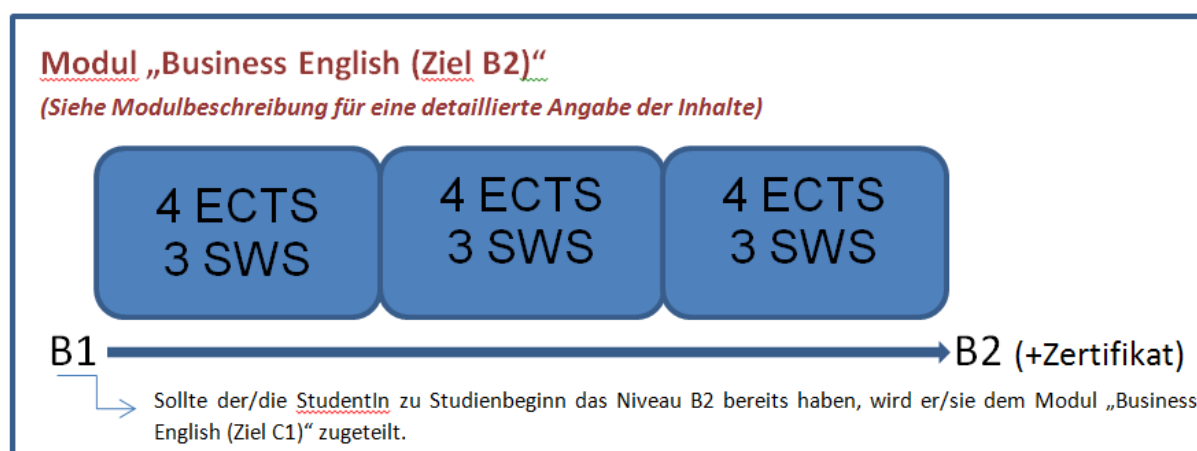 Modul „Business English (Ziel B2)“
(Siehe Modulbeschreibung für eine detaillierte Angabe der Inhalte)
4 ECTS
3 SWS
4 ECTS
3 SWS
4 ECTS
3 SWS
B1
B2 (+Zertifikat)
Sollte der/die StudentIn zu Studienbeginn das Niveau B2 bereits haben, wird er/sie dem Modul „Business
English (Ziel C1)“ zugeteilt.